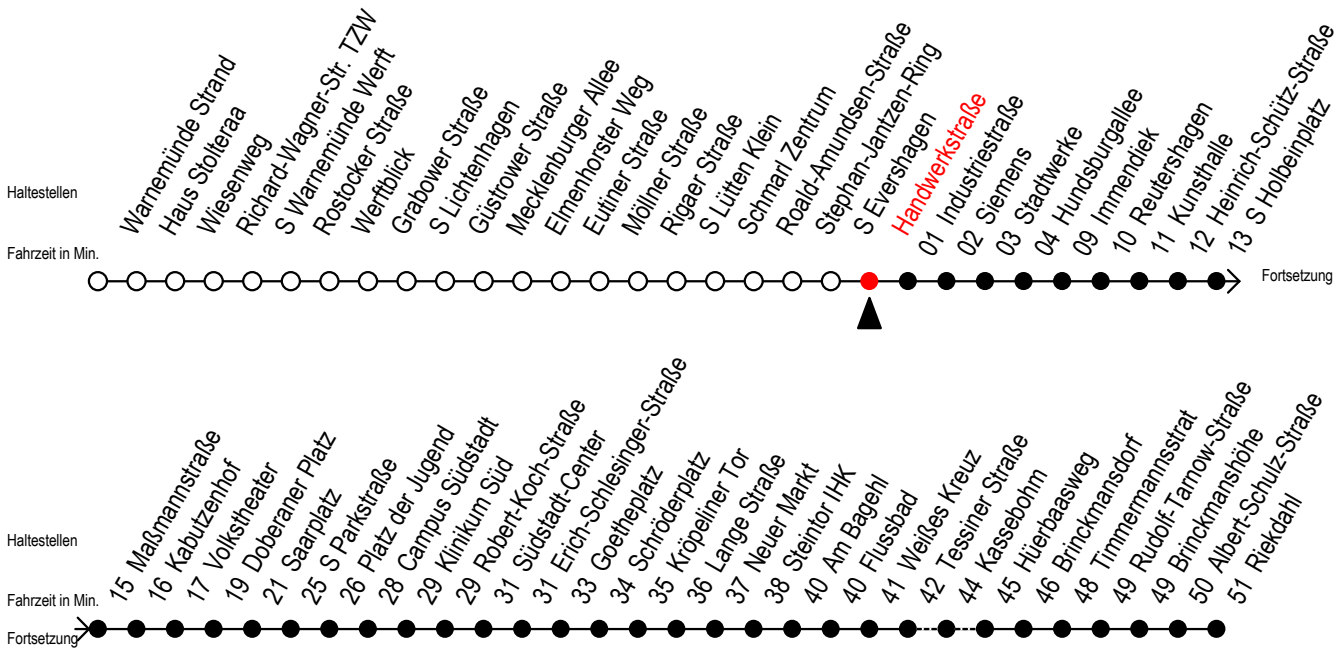 Haltestellen
Warnemünde Strand
Haus Stolteraa
Wiesenweg
Richard-Wagner-Str. TZW
S Warnemünde Werft
Rostocker Straße
Werftblick
Grabower Straße
S Lichtenhagen
Güstrower Straße
Mecklenburger Allee
Elmenhorster Weg
Eutiner Straße
Möllner Straße
Rigaer Straße
S Lütten Klein
Schmarl Zentrum
Roald-Amundsen-Straße
Stephan-Jantzen-Ring
S Evershagen
Handwerkstraße
01 Industriestraße
02 Siemens
03 Stadtwerke
04 Hundsburgallee
09 Immendiek
10 Reutershagen
11 Kunsthalle
12 Heinrich-Schütz-Straße
13 S Holbeinplatz
Fahrzeit in Min.
Fortsetzung
Haltestellen
15 Maßmannstraße
16 Kabutzenhof
17 Volkstheater
19 Doberaner Platz
21 Saarplatz
25 S Parkstraße
26 Platz der Jugend
28 Campus Südstadt
29 Klinikum Süd
29 Robert-Koch-Straße
31 Südstadt-Center
31 Erich-Schlesinger-Straße
33 Goetheplatz
34 Schröderplatz
35 Kröpeliner Tor
36 Lange Straße
37 Neuer Markt
38 Steintor IHK
40 Am Bagehl
40 Flussbad
41 Weißes Kreuz
42 Tessiner Straße
44 Kassebohm
45 Hüerbaasweg
46 Brinckmansdorf
48 Timmermannsstrat
49 Rudolf-Tarnow-Straße
49 Brinckmanshöhe
50 Albert-Schulz-Straße
51 Riekdahl
Fahrzeit in Min.
Fortsetzung